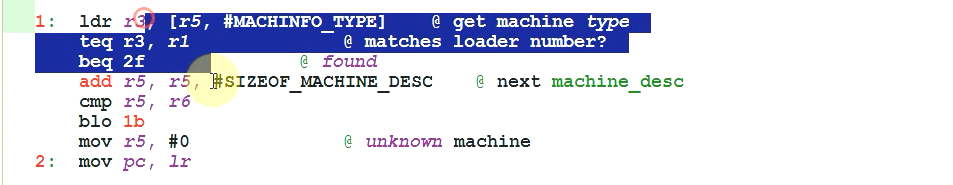 1: ldr r3, [r5, #MACHINFO_TYPE] @ get machine type
teq r3, r1 @ matches loader number?
beq 2f @ found
add r5, r5, #SIZEOF_MACHINE_DESC @ next machine_desc
cmp r5, r6
blo 1b
mov r5, #0 @ unknown machine
2: mov pc, lr